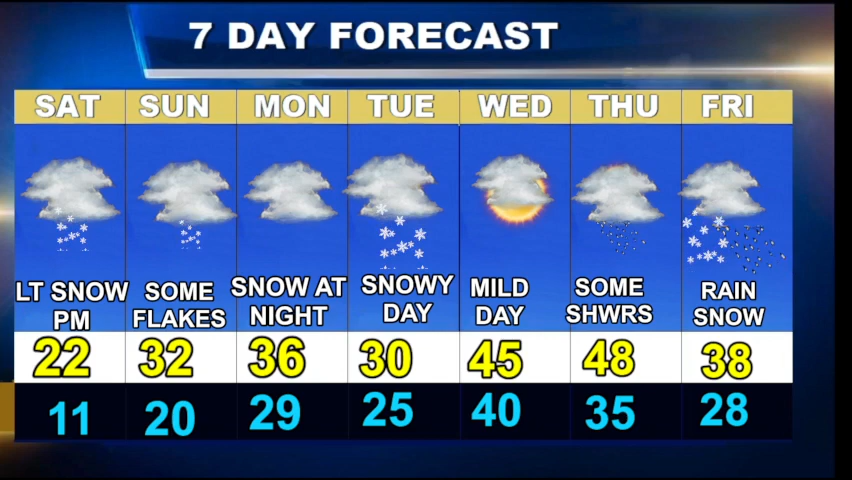 7 DAY FORECAST
SAT SUN MON TUE WED THU FRI
LT SNOW PM
SOME FLAKES
SNOW AT NIGHT
SNOWY DAY
MILD DAY
SOME SHWRS
RAIN SNOW
22 32 36 30 45 48 38
11 20 29 25 40 35 28